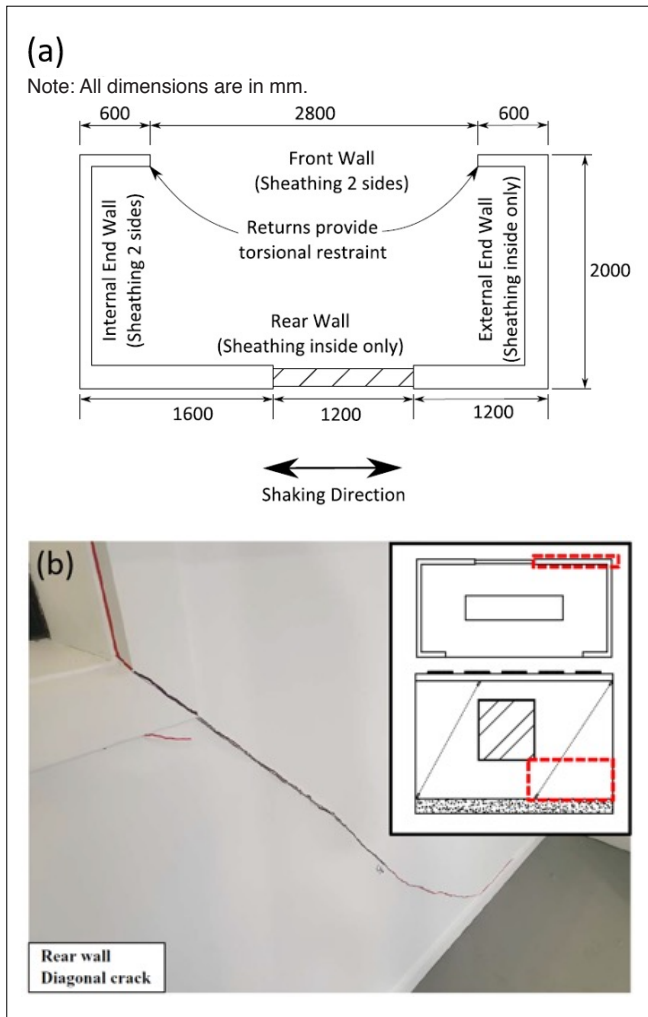 (a)
Note: All dimensions are in mm.
600
2800
600
Front Wall
(Sheathing 2 sides)
Internal End Wall
(Sheathing 2 sides)
Returns provide
torsional restraint
External End Wall
(Sheathing inside only)
2000
Rear Wall
(Sheathing inside only)
1600
1200
1200
Shaking Direction
(b)
Rear wall
Diagonal crack